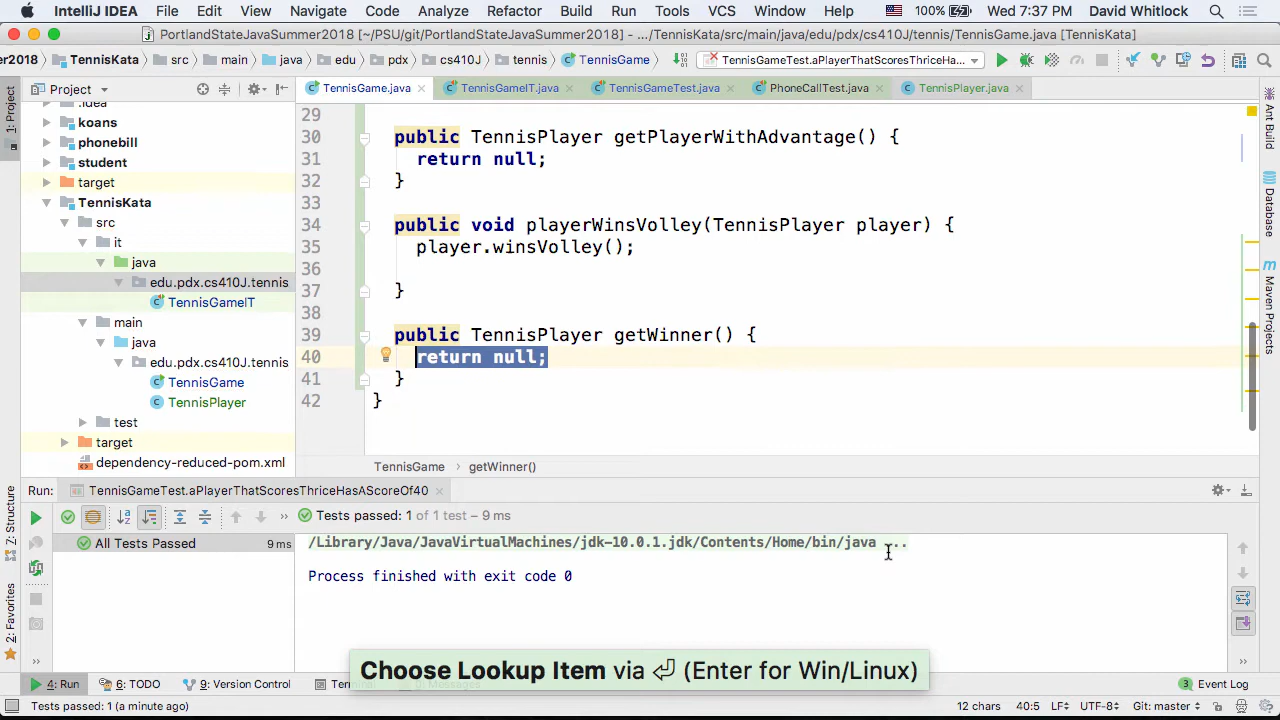 IntelliJ IDEA File Edit View Navigate Code Analyze Refactor Build Run Tools VCS Window Help 100% Wed 7:37 PM David Whitlock
PortlandStateJavaSummer2018 [~/PSU/git/PortlandStateJavaSummer2018] - .../TennisKata/src/main/java/edu/pdx/cs410J/tennis/TennisGame.java [TennisKata]
er2018 TennisKata src main java edu pdx cs410J tennis TennisGame TennisGameTest.aPlayerThatScoresThriceHa...
Project TennisGame.java TennisGameIT.java TennisGameTest.java PhoneCallTest.java TennisPlayer.java
1: Project
.idea
koans
phonebill
student
target
TennisKata
src
it
java
edu.pdx.cs410J.tennis
TennisGameIT
main
java
edu.pdx.cs410J.tennis
TennisGame
TennisPlayer
test
target
dependency-reduced-pom.xml
29
30 public TennisPlayer getPlayerWithAdvantage() {
31 return null;
32 }
33
34 public void playerWinsVolley(TennisPlayer player) {
35 player.winsVolley();
36
37 }
38
39 public TennisPlayer getWinner() {
40 return null;
41 }
42 }
TennisGame getWinner()
Ant Build
Database
Maven Projects
7: Structure
2: Favorites
Run: TennisGameTest.aPlayerThatScoresThriceHasAScoreOf40
Tests passed: 1 of 1 test – 9 ms
All Tests Passed 9 ms
/Library/Java/JavaVirtualMachines/jdk-10.0.1.jdk/Contents/Home/bin/java ...
Process finished with exit code 0
Choose Lookup Item via ⏎ (Enter for Win/Linux)
4: Run 6: TODO 9: Version Control Event Log
Tests passed: 1 (a minute ago) 12 chars 40:5 LF÷ UTF-8÷ Git: master÷